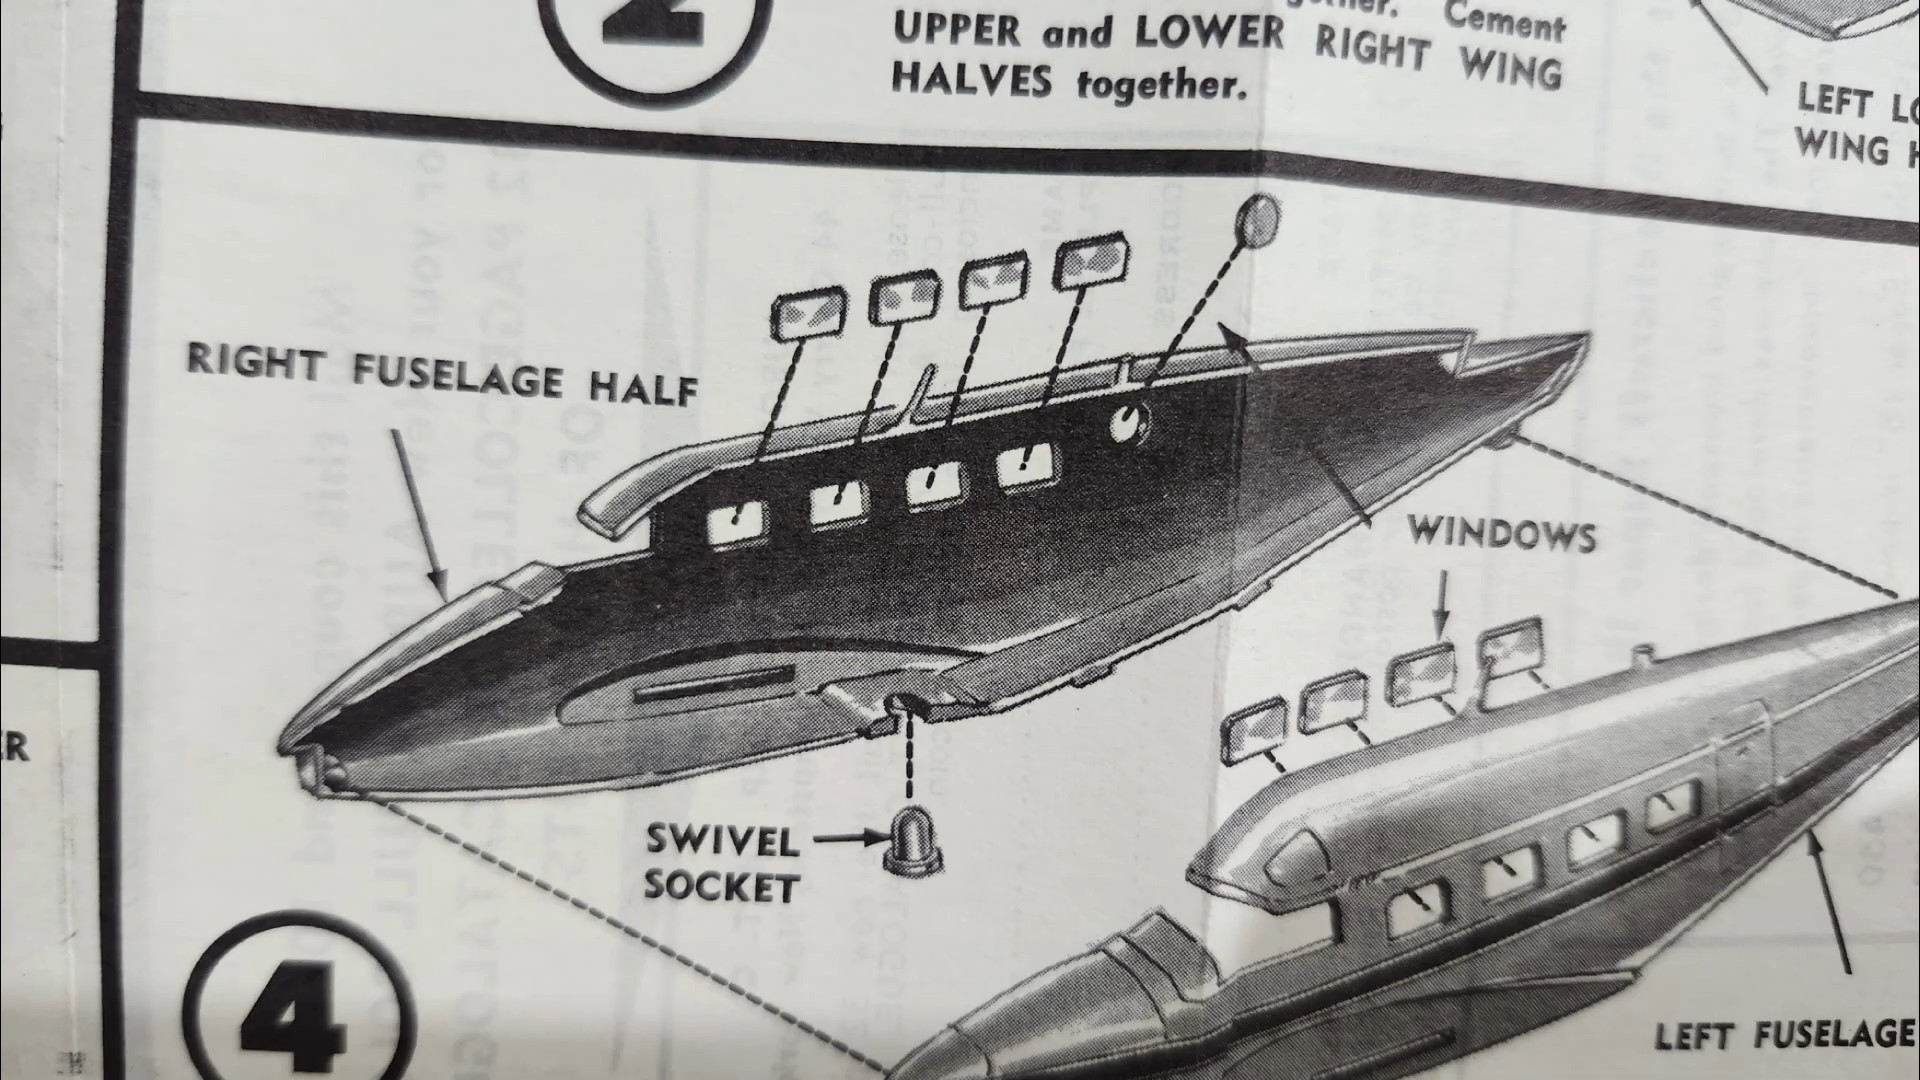 2
Cement
UPPER and LOWER RIGHT WING
HALVES together.
LEFT
WING
RIGHT FUSELAGE HALF
WINDOWS
SWIVEL
SOCKET
4
LEFT FUSELAGE